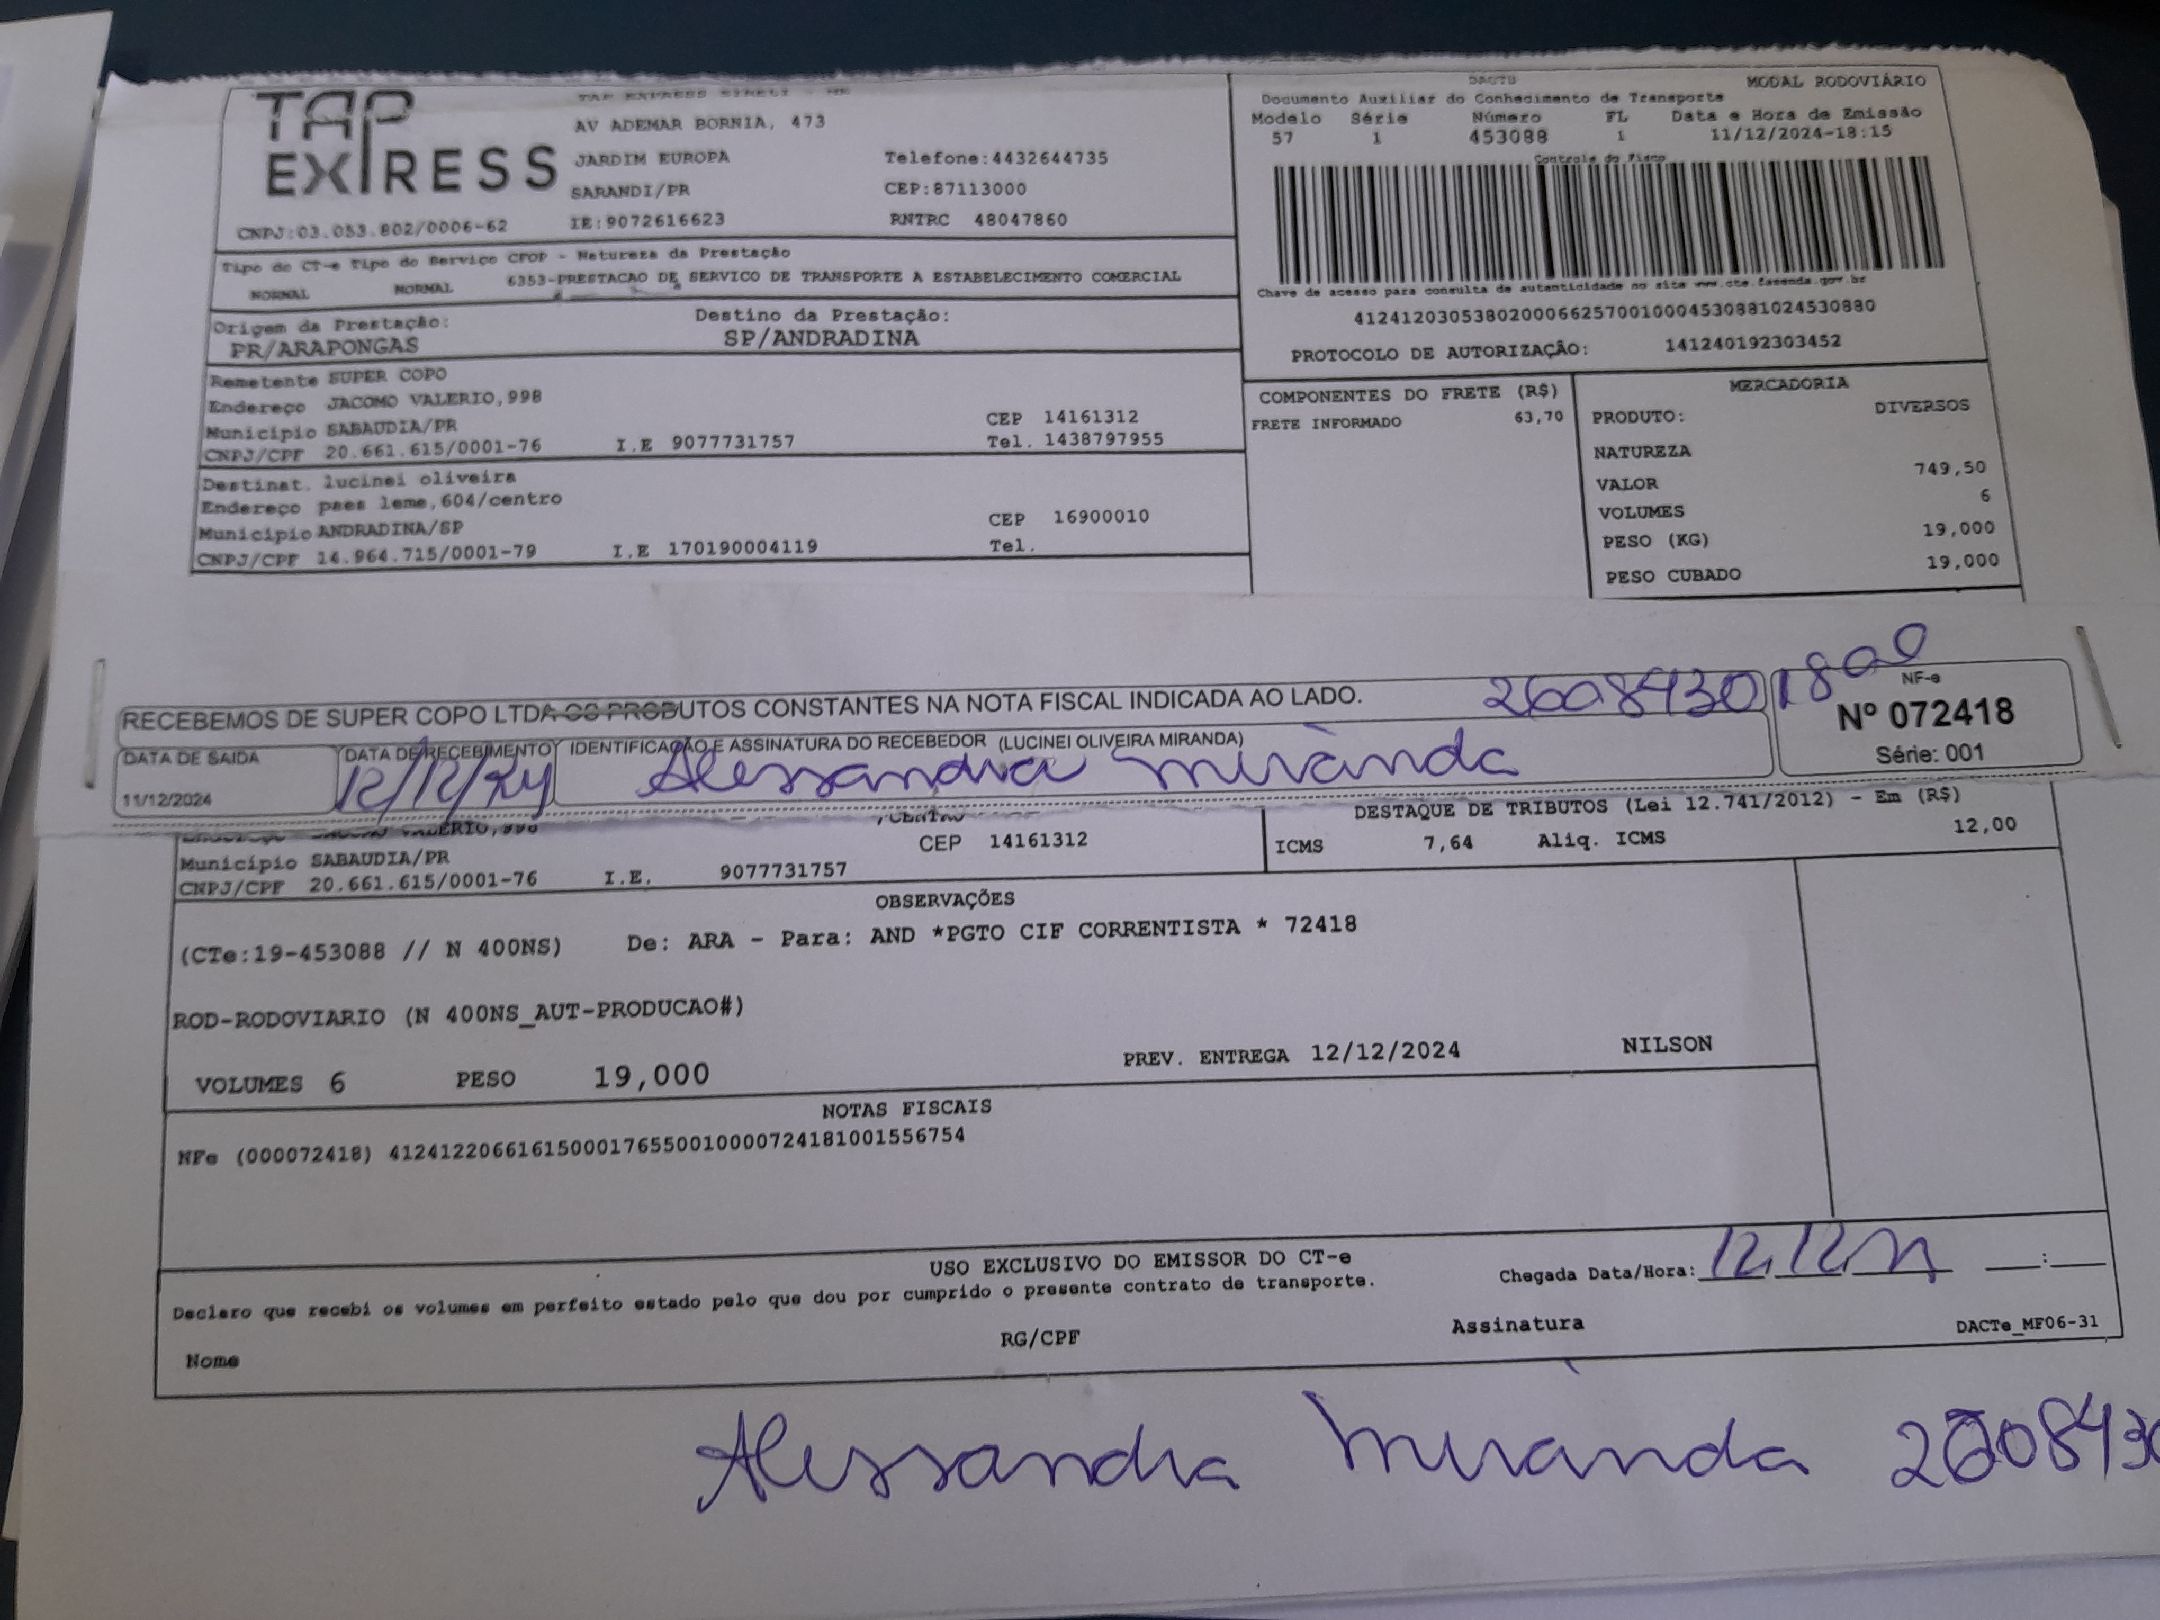 TAP EXPRESS
TAP EXPRESS EIRELI - ME
AV ADEMAR BORNIA, 473
JARDIM EUROPA Telefone:4432644735
SARANDI/PR CEP:87113000
CNPJ:03.053.802/0006-62 IE:9072616623 RNTRC 48047860
DACTE MODAL RODOVIÁRIO
Documento Auxiliar do Conhecimento de Transporte
Modelo Série Número FL Data e Hora de Emissão
57 1 453088 1 11/12/2024-18:15
Controle do Fisco
Chave de acesso para consulta de autenticidade no site www.cte.fazenda.gov.br
41241203053802000662570010004530881024530880
PROTOCOLO DE AUTORIZAÇÃO: 141240192303452
Tipo do CT-e Tipo do Serviço CFOP - Natureza da Prestação
NORMAL NORMAL 6353-PRESTACAO DE SERVICO DE TRANSPORTE A ESTABELECIMENTO COMERCIAL
Origem da Prestação: Destino da Prestação:
PR/ARAPONGAS SP/ANDRADINA
Remetente SUPER COPO
Endereço JACOMO VALERIO,998
Município SABAUDIA/PR CEP 14161312
CNPJ/CPF 20.661.615/0001-76 I.E 9077731757 Tel. 1438797955
Destinat. lucinei oliveira
Endereço paes leme,604/centro
Município ANDRADINA/SP CEP 16900010
CNPJ/CPF 14.964.715/0001-79 I.E 170190004119 Tel.
COMPONENTES DO FRETE (R$)
FRETE INFORMADO 63,70
MERCADORIA
PRODUTO: DIVERSOS
NATUREZA
VALOR 749,50
VOLUMES 6
PESO (KG) 19,000
PESO CUBADO 19,000
RECEBEMOS DE SUPER COPO LTDA OS PRODUTOS CONSTANTES NA NOTA FISCAL INDICADA AO LADO.
260843018
NF-e
Nº 072418
Série: 001
DATA DE SAIDA DATA DE RECEBIMENTO IDENTIFICAÇÃO E ASSINATURA DO RECEBEDOR (LUCINEI OLIVEIRA MIRANDA)
11/12/2024 12/12/24 Alessandra Miranda
VALERIO,998
Município SABAUDIA/PR CEP 14161312
CNPJ/CPF 20.661.615/0001-76 I.E. 9077731757
DESTAQUE DE TRIBUTOS (Lei 12.741/2012) - Em (R$)
ICMS 7,64 Aliq. ICMS 12,00
OBSERVAÇÕES
(CTe:19-453088 // N 400NS) De: ARA - Para: AND *PGTO CIF CORRENTISTA * 72418
ROD-RODOVIARIO (N 400NS_AUT-PRODUCAO#)
VOLUMES 6 PESO 19,000 PREV. ENTREGA 12/12/2024 NILSON
NOTAS FISCAIS
NFe (000072418) 41241220661615000176550010000724181001556754
USO EXCLUSIVO DO EMISSOR DO CT-e
Declaro que recebi os volumes em perfeito estado pelo que dou por cumprido o presente contrato de transporte.
Chegada Data/Hora: 12 12 24 :
Nome RG/CPF Assinatura DACTe_MF06-31
Alessandra Miranda 2608430